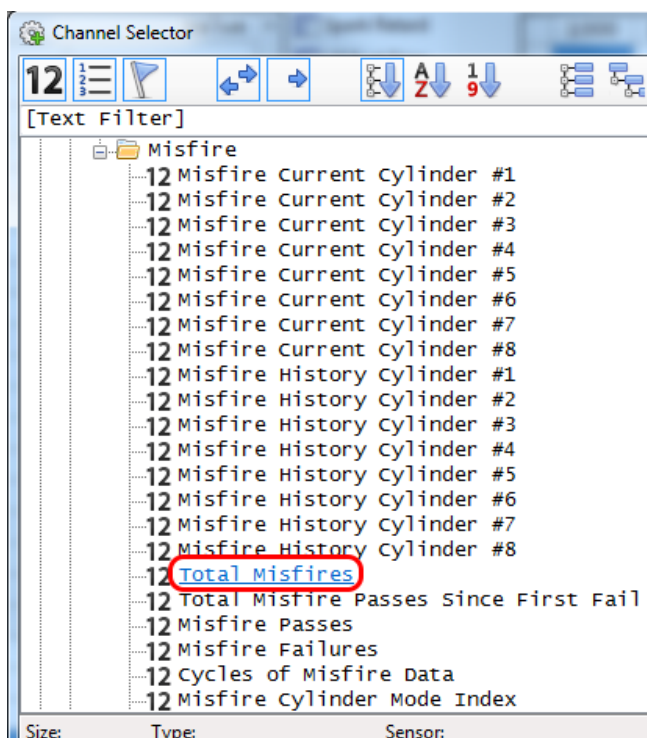 Channel Selector
12 1 2 3 A Z 1 9
[Text Filter]
Misfire
12 Misfire Current Cylinder #1
12 Misfire Current Cylinder #2
12 Misfire Current Cylinder #3
12 Misfire Current Cylinder #4
12 Misfire Current Cylinder #5
12 Misfire Current Cylinder #6
12 Misfire Current Cylinder #7
12 Misfire Current Cylinder #8
12 Misfire History Cylinder #1
12 Misfire History Cylinder #2
12 Misfire History Cylinder #3
12 Misfire History Cylinder #4
12 Misfire History Cylinder #5
12 Misfire History Cylinder #6
12 Misfire History Cylinder #7
12 Misfire History Cylinder #8
12 Total Misfires
12 Total Misfire Passes Since First Fail
12 Misfire Passes
12 Misfire Failures
12 Cycles of Misfire Data
12 Misfire Cylinder Mode Index
Size: Type: Sensor: